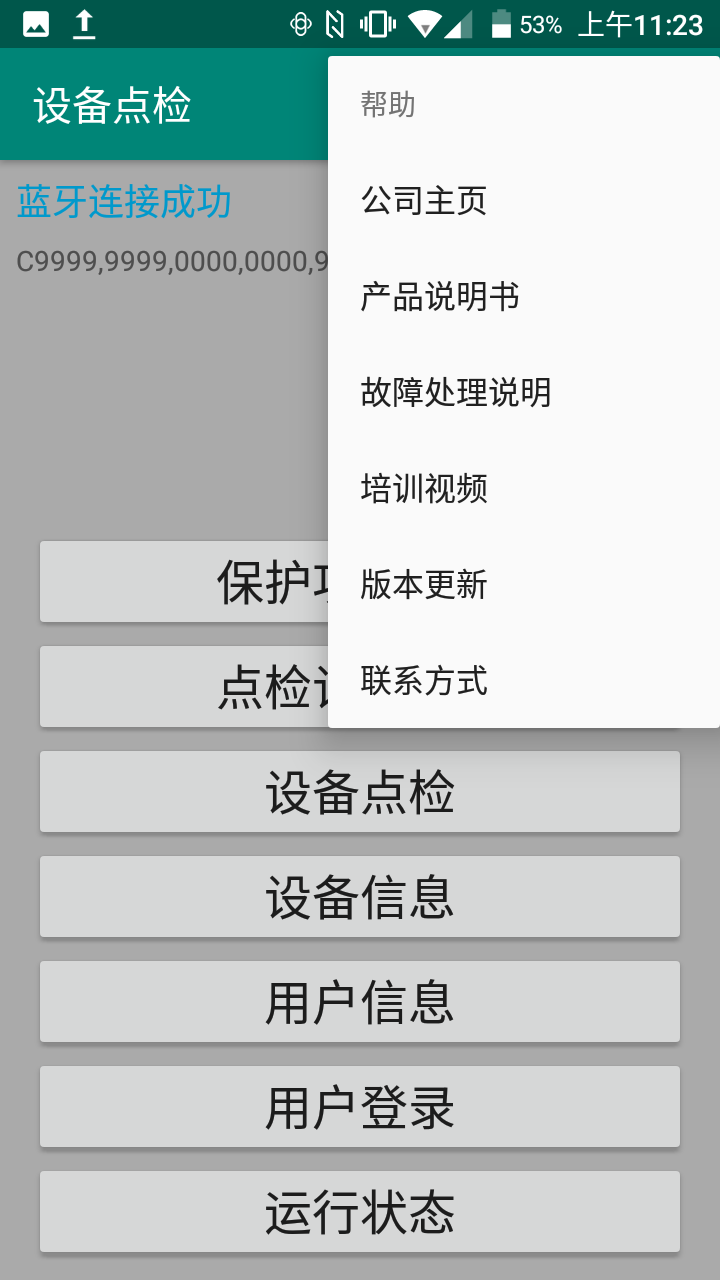 53% 上午11:23
设备点检
帮助
蓝牙连接成功
公司主页
C9999,9999,0000,0000,9
产品说明书
故障处理说明
培训视频
保护
版本更新
点检
联系方式
设备点检
设备信息
用户信息
用户登录
运行状态